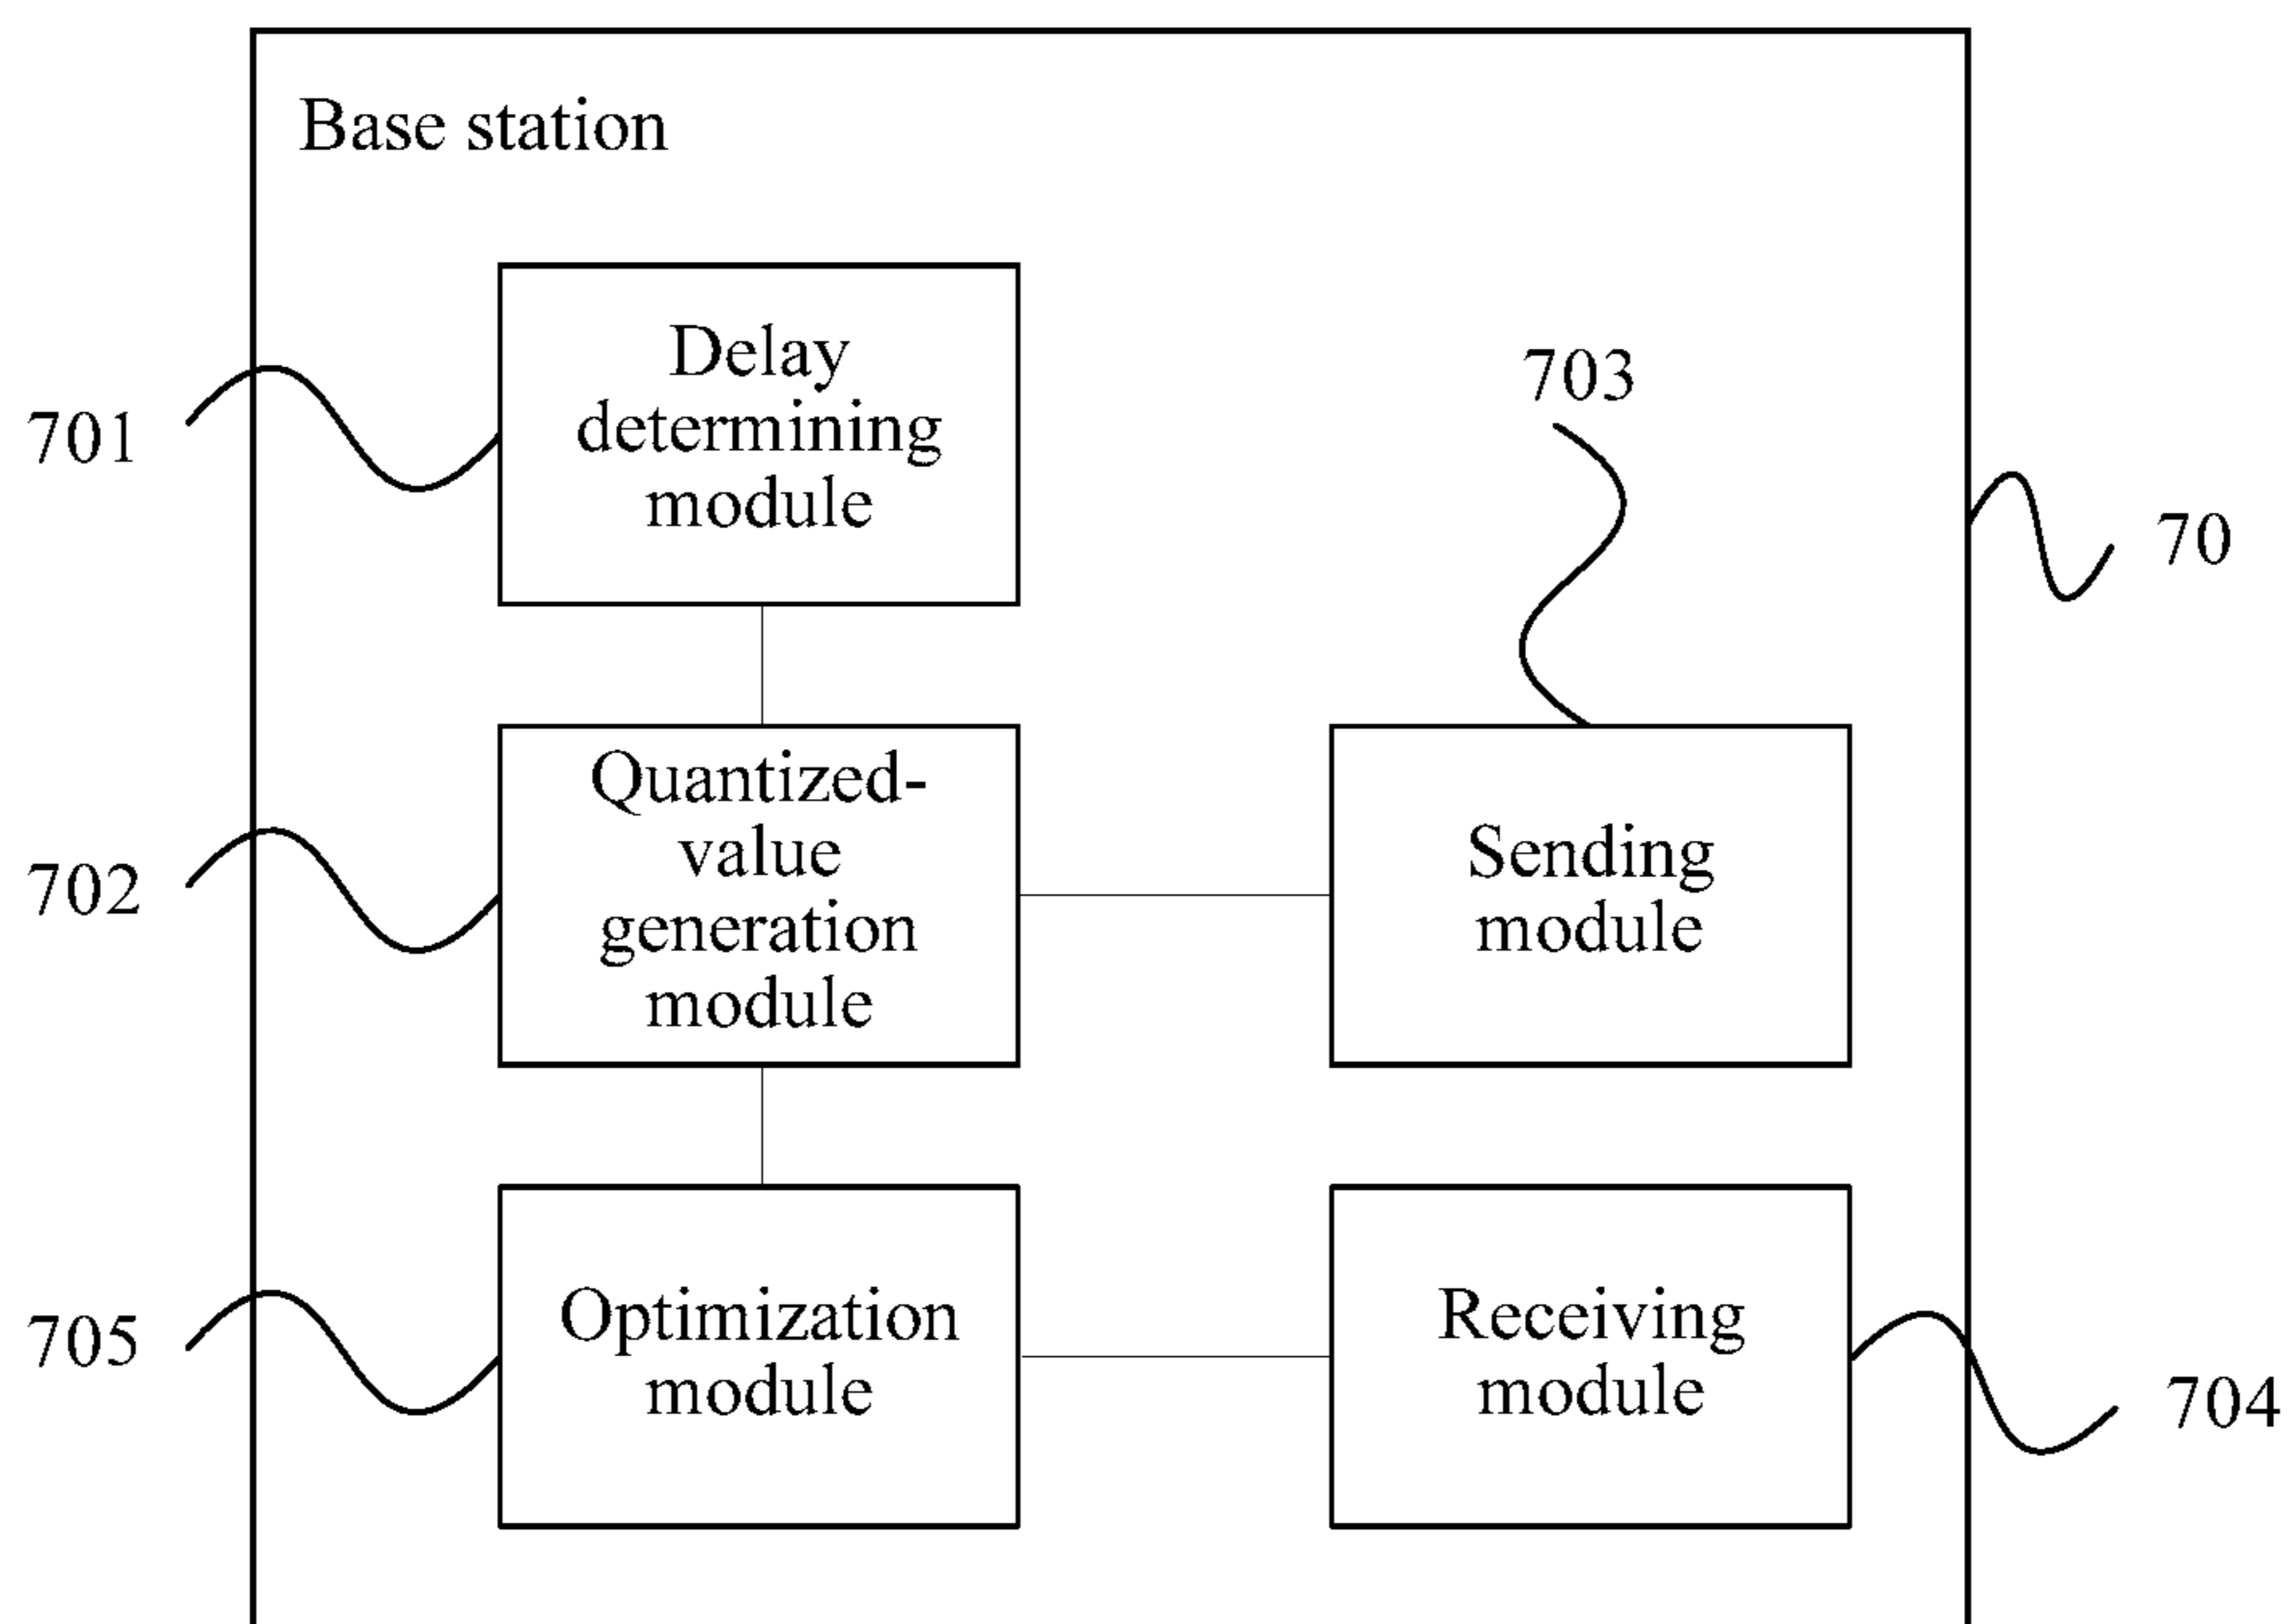 Base station
Delay
determining
module
701
703
70
Quantized-
value
generation
module
702
Sending
module
Optimization
module
705
Receiving
module
704